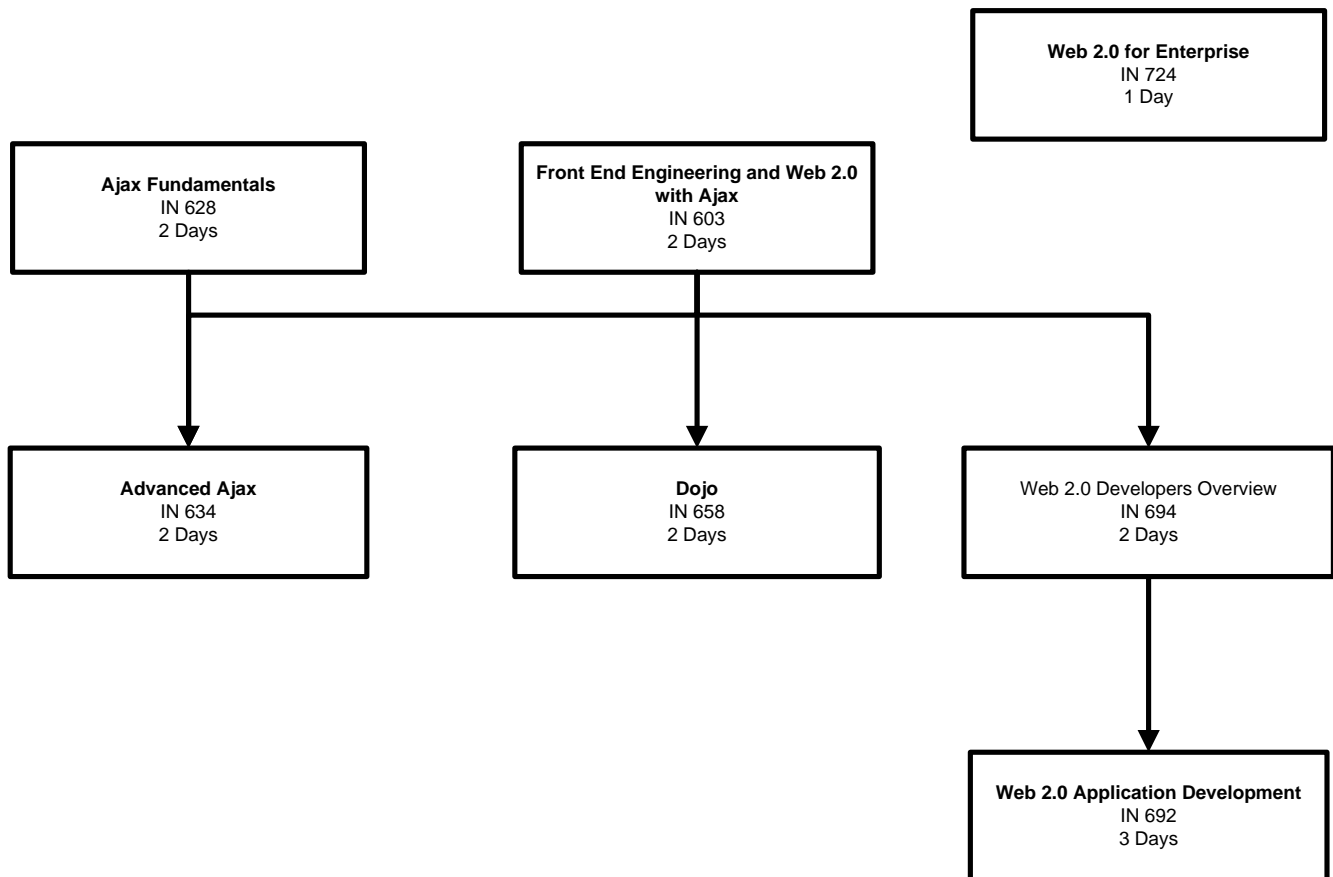 Web 2.0 for Enterprise
IN 724
1 Day
Ajax Fundamentals
IN 628
2 Days
Front End Engineering and Web 2.0
with Ajax
IN 603
2 Days
Advanced Ajax
IN 634
2 Days
Dojo
IN 658
2 Days
Web 2.0 Developers Overview
IN 694
2 Days
Web 2.0 Application Development
IN 692
3 Days